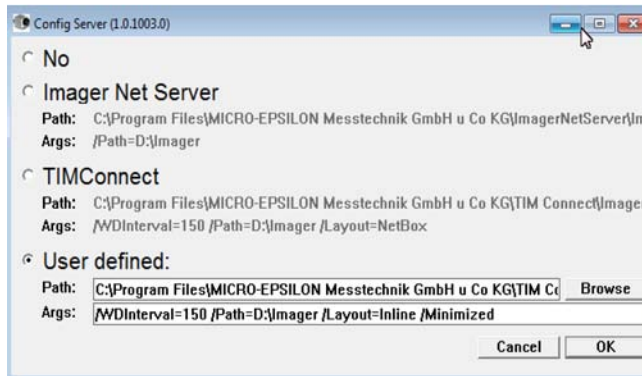 Config Server (1.0.1003.0)
No
Imager Net Server
Path: C:\Program Files\MICRO-EPSILON Messtechnik GmbH u Co KG\ImagerNetServer\Im
Args: /Path=D:\Imager
TIMConnect
Path: C:\Program Files\MICRO-EPSILON Messtechnik GmbH u Co KG\TIM Connect\Image
Args: /WDInterval=150 /Path=D:\Imager /Layout=NetBox
User defined:
Path: C:\Program Files\MICRO-EPSILON Messtechnik GmbH u Co KG\TIM Co Browse
Args: /WDInterval=150 /Path=D:\Imager /Layout=Inline /Minimized
Cancel OK